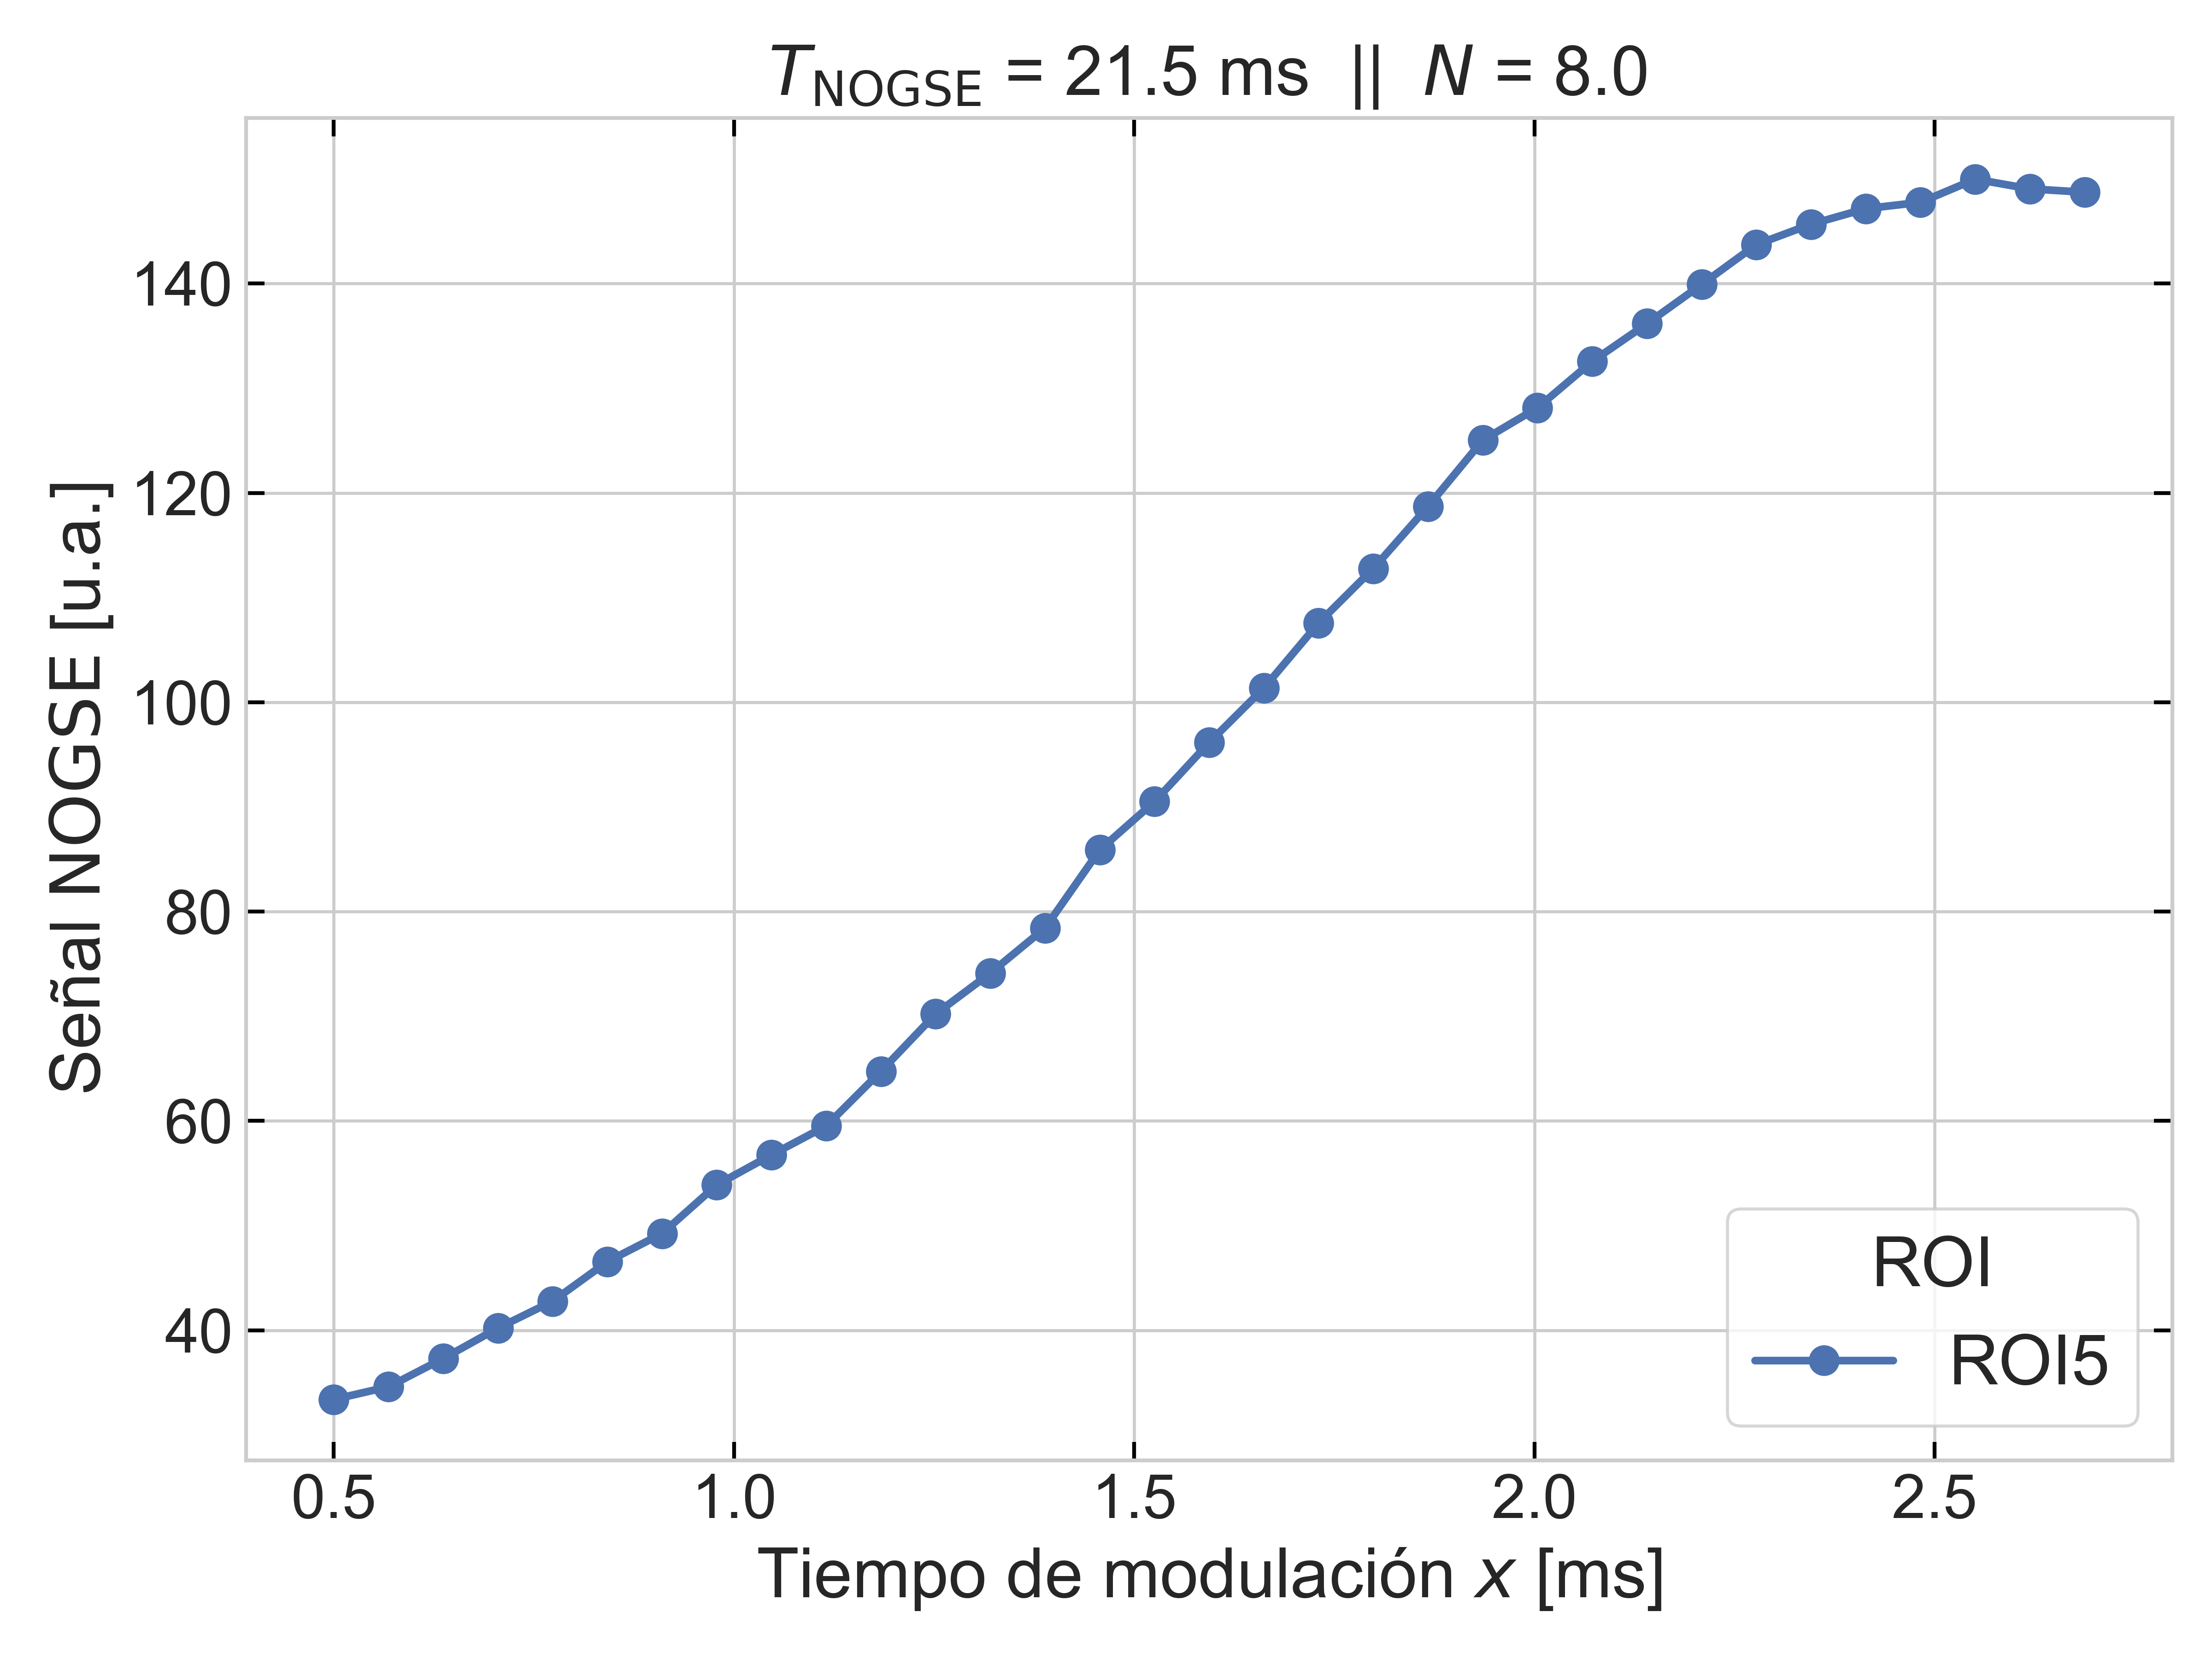 T_NOGSE = 21.5 ms || N = 8.0
Señal NOGSE [u.a.]
140
120
100
80
60
40
ROI
ROI5
0.5 1.0 1.5 2.0 2.5
Tiempo de modulación x [ms]